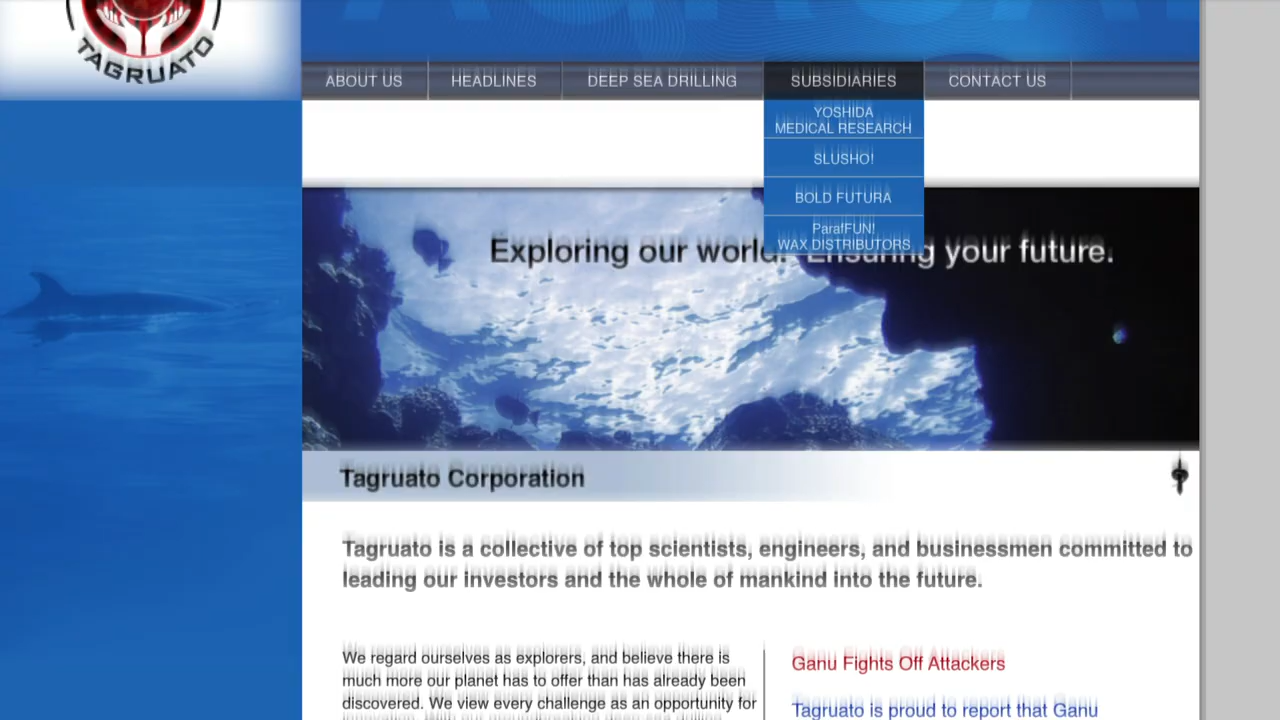 TAGRUATO
ABOUT US
HEADLINES
DEEP SEA DRILLING
SUBSIDIARIES
CONTACT US
YOSHIDA
MEDICAL RESEARCH
SLUSHO!
BOLD FUTURA
ParafFUN!
WAX DISTRIBUTORS
Exploring our world. Ensuring your future.
Tagruato Corporation
Tagruato is a collective of top scientists, engineers, and businessmen committed to
leading our investors and the whole of mankind into the future.
We regard ourselves as explorers, and believe there is
much more our planet has to offer than has already been
discovered. We view every challenge as an opportunity for
Ganu Fights Off Attackers
Tagruato is proud to report that Ganu